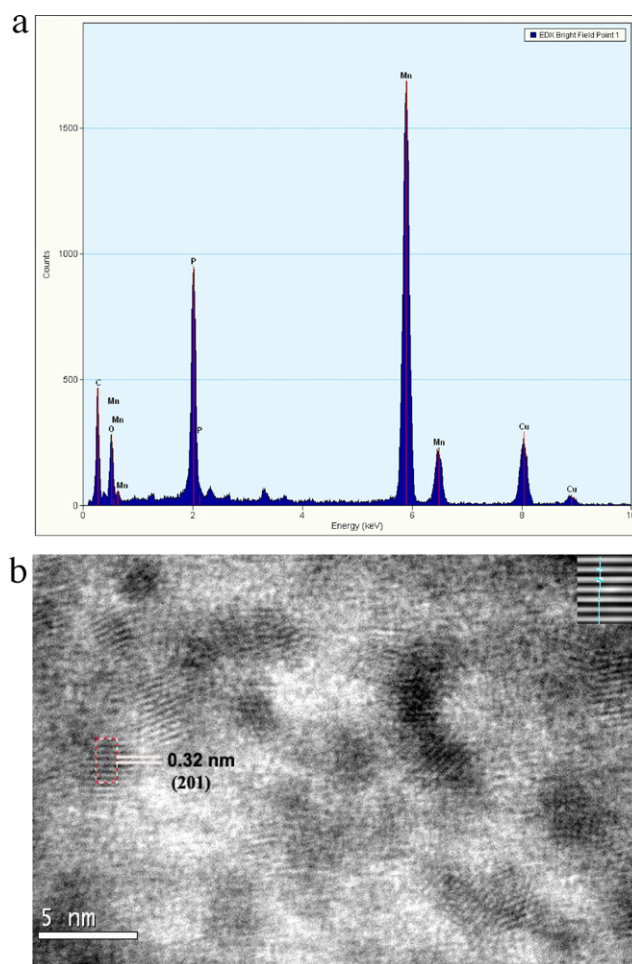 a
EDX Bright Field Point 1
Mn
1500
1000
P
Counts
500
C
Mn
Mn
O
P
Mn
Mn
Cu
Cu
0
0 2 4 6 8 10
Energy (keV)
b
0.32 nm
(201)
5 nm